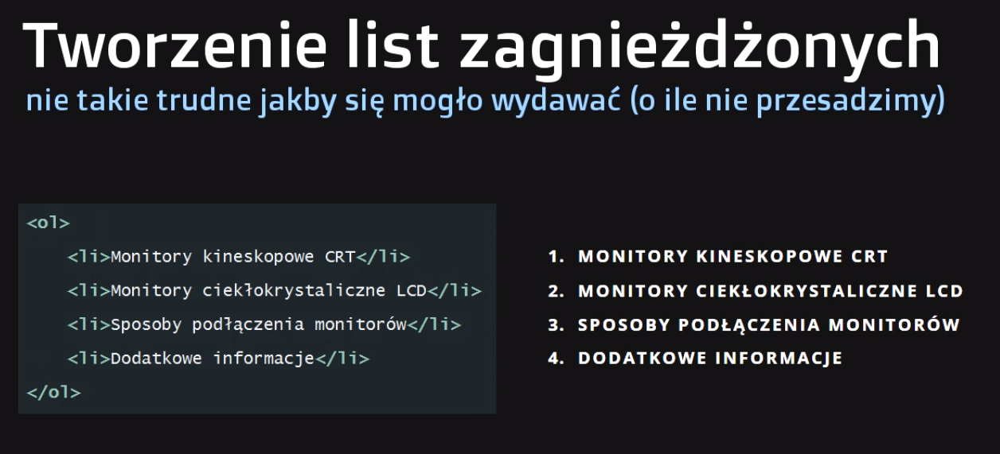 Tworzenie list zagnieżdżonych
nie takie trudne jakby się mogło wydawać (o ile nie przesadzimy)
<ol>
<li>Monitory kineskopowe CRT</li>
<li>Monitory ciekłokrystaliczne LCD</li>
<li>Sposoby podłączenia monitorów</li>
<li>Dodatkowe informacje</li>
</ol>
1. MONITORY KINESKOPOWE CRT
2. MONITORY CIEKŁOKRYSTALICZNE LCD
3. SPOSOBY PODŁĄCZENIA MONITORÓW
4. DODATKOWE INFORMACJE